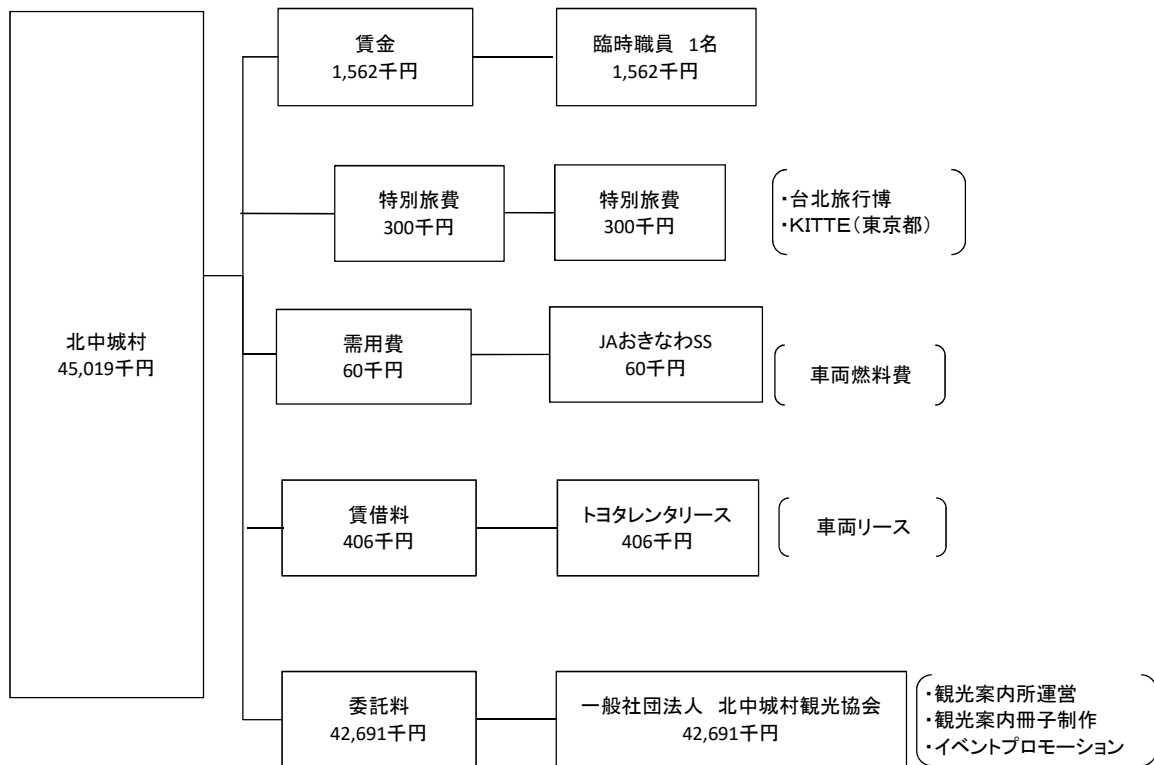 北中城村
45,019千円
賃金
1,562千円
臨時職員 1名
1,562千円
特別旅費
300千円
特別旅費
300千円
・台北旅行博
・KITTE(東京都)
需用費
60千円
JAおきなわSS
60千円
車両燃料費
賃借料
406千円
トヨタレンタリース
406千円
車両リース
委託料
42,691千円
一般社団法人 北中城村観光協会
42,691千円
・観光案内所運営
・観光案内冊子制作
・イベントプロモーション